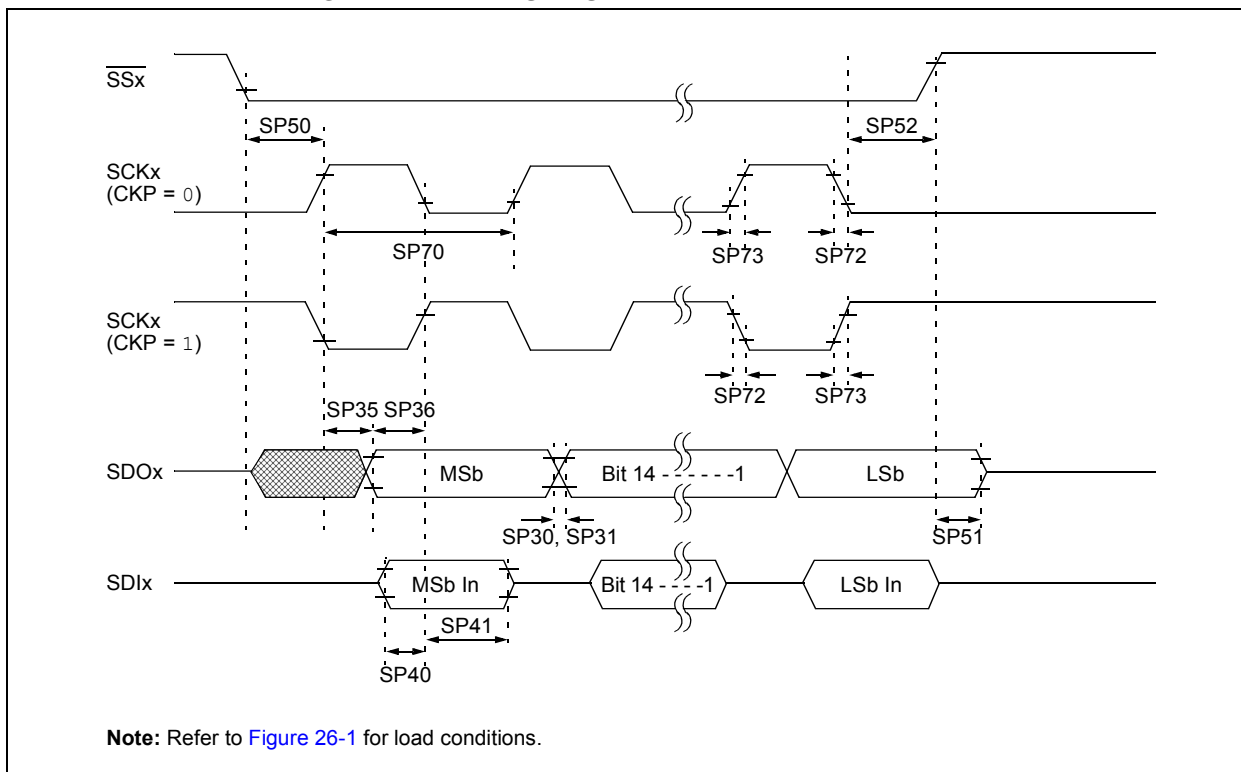 SSx
SP50
SP52
SCKx
(CKP = 0)
SP70
SP73
SP72
SCKx
(CKP = 1)
SP72
SP73
SP35
SP36
SDOx
MSb
Bit 14 - - - - - -1
LSb
SP30, SP31
SP51
SDIx
MSb In
Bit 14 - - - -1
LSb In
SP41
SP40
Note: Refer to Figure 26-1 for load conditions.